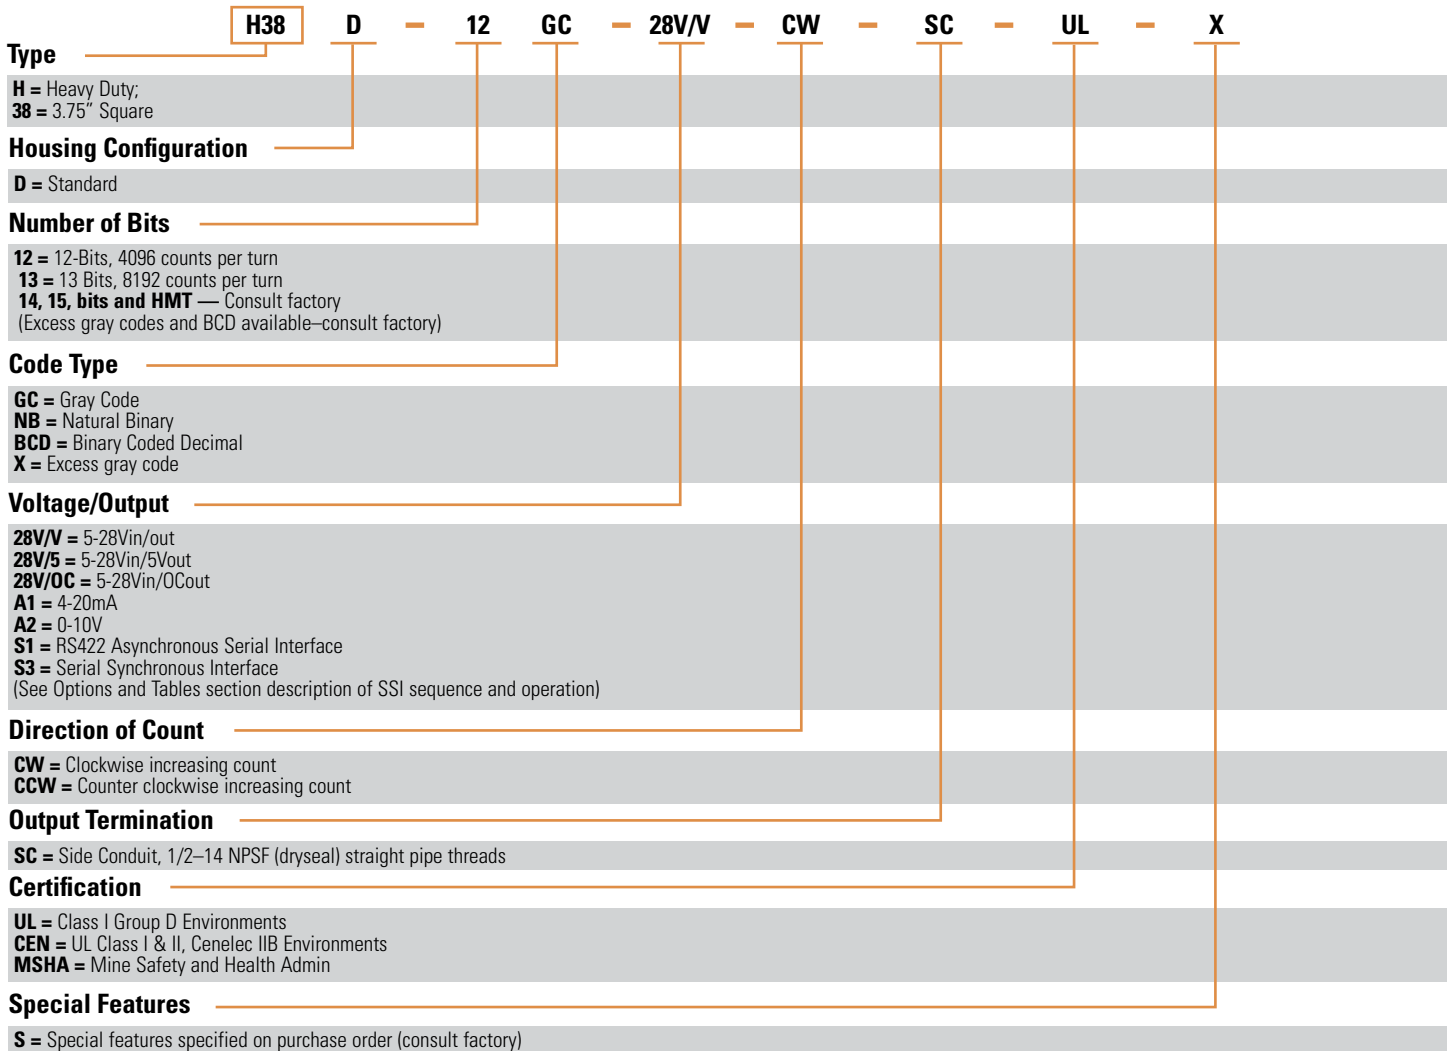 H38 D – 12 GC – 28V/V – CW – SC – UL – X
Type
H = Heavy Duty;
38 = 3.75” Square
Housing Configuration
D = Standard
Number of Bits
12 = 12-Bits, 4096 counts per turn
13 = 13 Bits, 8192 counts per turn
14, 15, bits and HMT — Consult factory
(Excess gray codes and BCD available–consult factory)
Code Type
GC = Gray Code
NB = Natural Binary
BCD = Binary Coded Decimal
X = Excess gray code
Voltage/Output
28V/V = 5-28Vin/out
28V/5 = 5-28Vin/5Vout
28V/OC = 5-28Vin/OCout
A1 = 4-20mA
A2 = 0-10V
S1 = RS422 Asynchronous Serial Interface
S3 = Serial Synchronous Interface
(See Options and Tables section description of SSI sequence and operation)
Direction of Count
CW = Clockwise increasing count
CCW = Counter clockwise increasing count
Output Termination
SC = Side Conduit, 1/2–14 NPSF (dryseal) straight pipe threads
Certification
UL = Class I Group D Environments
CEN = UL Class I & II, Cenelec IIB Environments
MSHA = Mine Safety and Health Admin
Special Features
S = Special features specified on purchase order (consult factory)